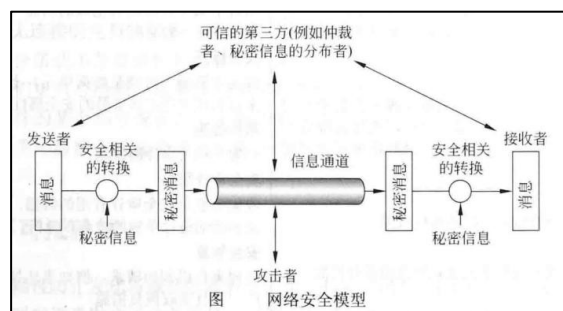 可信的第三方(例如仲裁
者、秘密信息的分布者)
发送者
接收者
安全相关
的转换
信息通道
安全相关
的转换
消息
秘密消息
秘密消息
消息
秘密信息
秘密信息
攻击者
图 网络安全模型